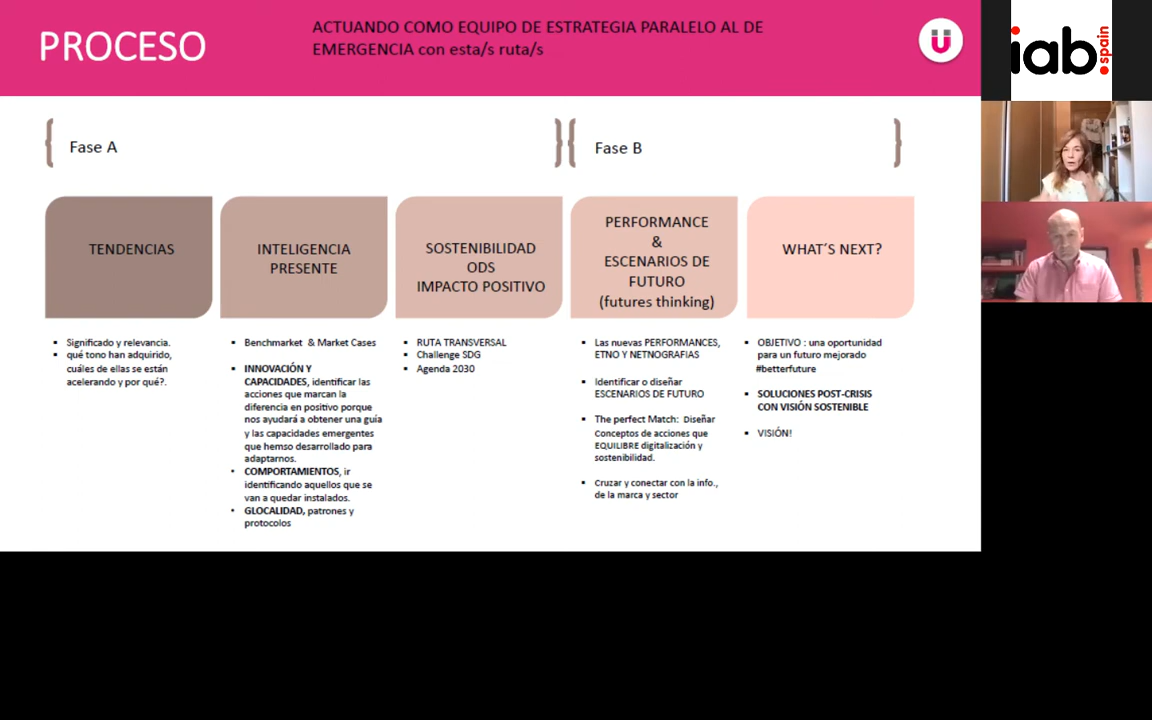 PROCESO
ACTUANDO COMO EQUIPO DE ESTRATEGIA PARALELO AL DE
EMERGENCIA con esta/s ruta/s
iab
spain
Fase A
Fase B
TENDENCIAS
INTELIGENCIA
PRESENTE
SOSTENIBILIDAD
ODS
IMPACTO POSITIVO
PERFORMANCE
&
ESCENARIOS DE
FUTURO
(futures thinking)
WHAT´S NEXT?
▪ Significado y relevancia.
▪ qué tono han adquirido,
cuáles de ellas se están
acelerando y por qué?.
▪ Benchmarket & Market Cases
▪ INNOVACIÓN Y
CAPACIDADES, identificar las
acciones que marcan la
diferencia en positivo porque
nos ayudará a obtener una guía
y las capacidades emergentes
que hemso desarrollado para
adaptarnos.
• COMPORTAMIENTOS, ir
identificando aquellos que se
van a quedar instalados.
• GLOCALIDAD, patrones y
protocolos
▪ RUTA TRANSVERSAL
▪ Challenge SDG
▪ Agenda 2030
▪ Las nuevas PERFORMANCES,
ETNO Y NETNOGRAFIAS
▪ Identificar o diseñar
ESCENARIOS DE FUTURO
▪ The perfect Match: Diseñar
Conceptos de acciones que
EQUILIBRE digitalización y
sostenibilidad.
▪ Cruzar y conectar con la info.,
de la marca y sector
▪ OBJETIVO : una oportunidad
para un futuro mejorado
#betterfuture
▪ SOLUCIONES POST-CRISIS
CON VISIÓN SOSTENIBLE
▪ VISIÓN!